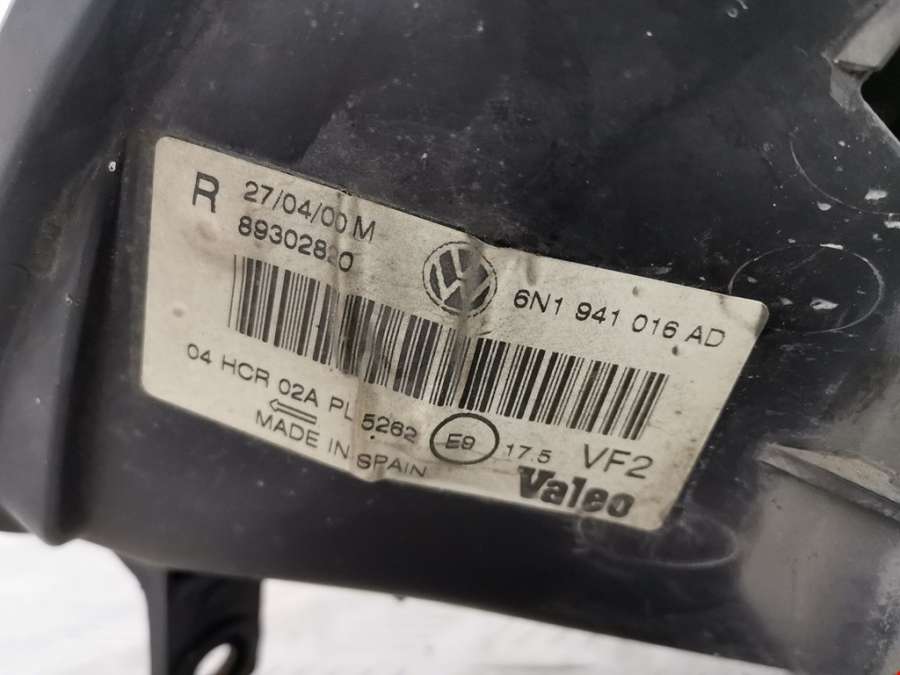 R 27/04/00 M
89302820
6N1 941 016 AD
04 HCR 02A PL 5262 E9 17.5 VF2
MADE IN SPAIN
Valeo